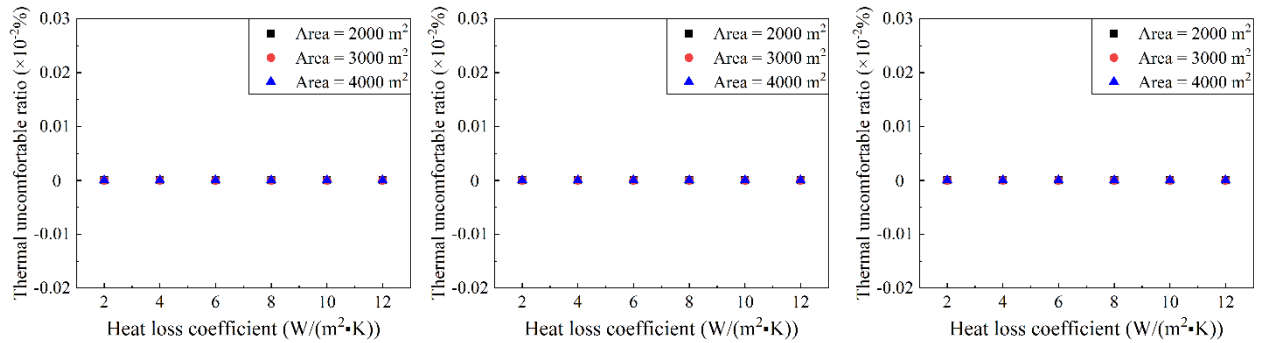 Thermal uncomfortable ratio (×10⁻²%)
0.03
0.02
0.01
0
-0.01
-0.02
Area = 2000 m²
Area = 3000 m²
Area = 4000 m²
2 4 6 8 10 12
Heat loss coefficient (W/(m²▪K))
Thermal uncomfortable ratio (×10⁻²%)
0.03
0.02
0.01
0
-0.01
-0.02
Area = 2000 m²
Area = 3000 m²
Area = 4000 m²
2 4 6 8 10 12
Heat loss coefficient (W/(m²▪K))
Thermal uncomfortable ratio (×10⁻²%)
0.03
0.02
0.01
0
-0.01
-0.02
Area = 2000 m²
Area = 3000 m²
Area = 4000 m²
2 4 6 8 10 12
Heat loss coefficient (W/(m²▪K))